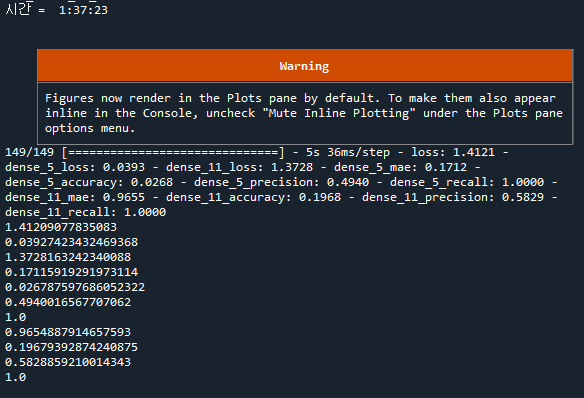 시간 = 1:37:23
Warning
Figures now render in the Plots pane by default. To make them also appear
inline in the Console, uncheck "Mute Inline Plotting" under the Plots pane
options menu.
149/149 [==============================] - 5s 36ms/step - loss: 1.4121 -
dense_5_loss: 0.0393 - dense_11_loss: 1.3728 - dense_5_mae: 0.1712 -
dense_5_accuracy: 0.0268 - dense_5_precision: 0.4940 - dense_5_recall: 1.0000 -
dense_11_mae: 0.9655 - dense_11_accuracy: 0.1968 - dense_11_precision: 0.5829 -
dense_11_recall: 1.0000
1.41209077835083
0.03927423432469368
1.3728163242340088
0.17115919291973114
0.026787597686052322
0.4940016567707062
1.0
0.9654887914657593
0.19679392874240875
0.5828859210014343
1.0